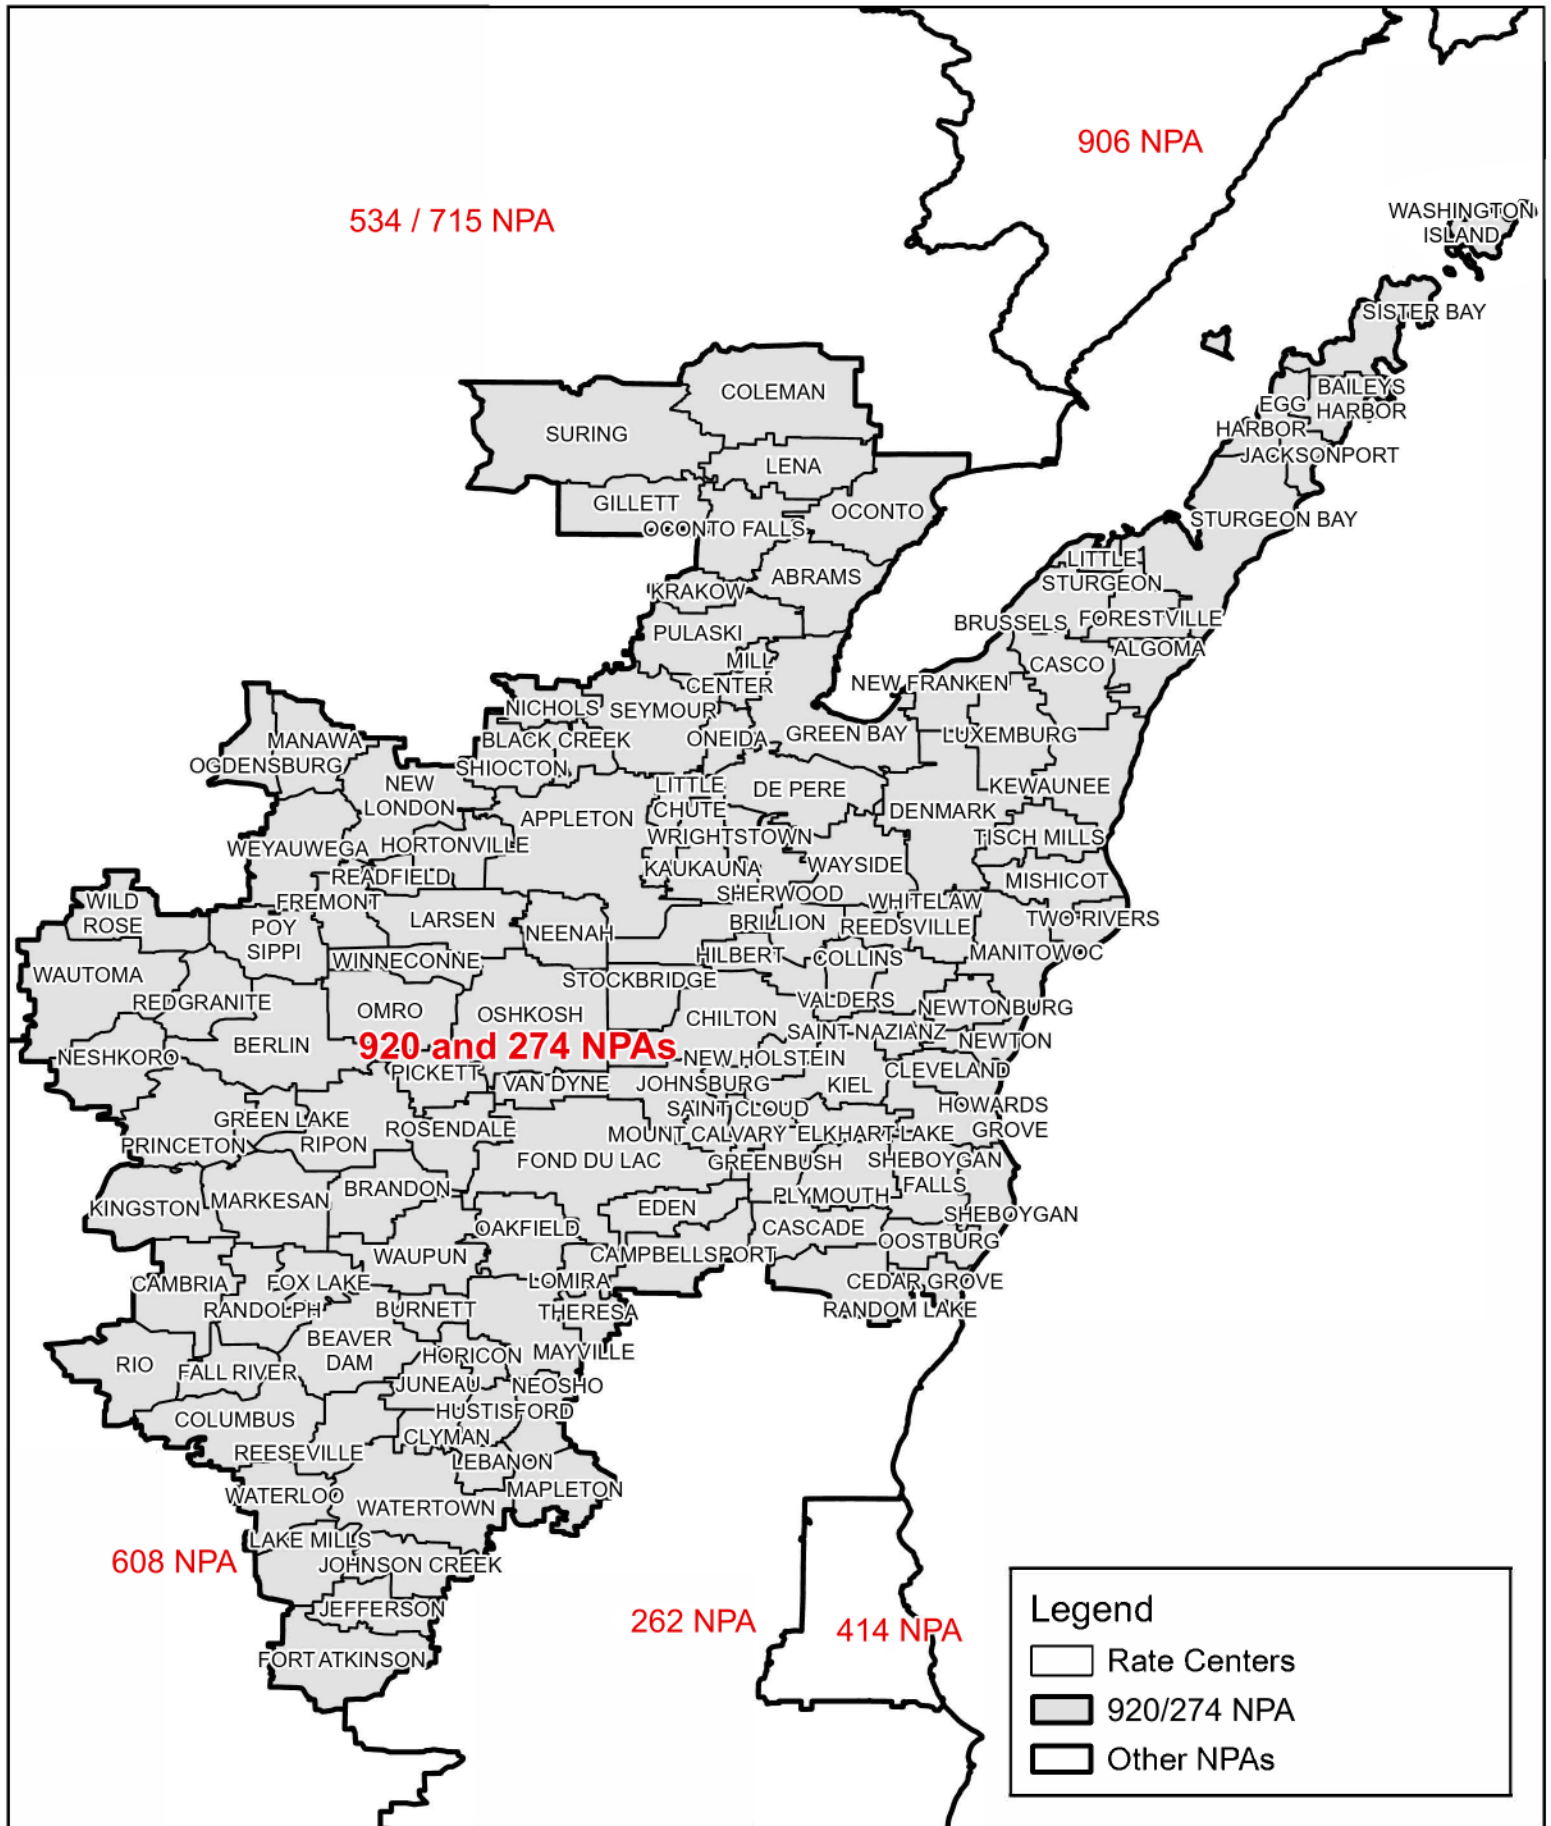 906 NPA
534 / 715 NPA
WASHINGTON
ISLAND
SISTER BAY
COLEMAN
BAILEYS
HARBOR
EGG
HARBOR
SURING
JACKSONPORT
LENA
GILLETT
OCONTO
STURGEON BAY
OCONTO FALLS
LITTLE
STURGEON
ABRAMS
KRAKOW
BRUSSELS
FORESTVILLE
PULASKI
ALGOMA
MILL
CENTER
CASCO
NEW FRANKEN
NICHOLS
SEYMOUR
BLACK CREEK
ONEIDA
GREEN BAY
LUXEMBURG
MANAWA
OGDENSBURG
SHIOCTON
NEW
LONDON
LITTLE
CHUTE
DE PERE
KEWAUNEE
APPLETON
DENMARK
WRIGHTSTOWN
TISCH MILLS
WEYAUWEGA
HORTONVILLE
KAUKAUNA
WAYSIDE
READFIELD
MISHICOT
SHERWOOD
WILD
ROSE
FREMONT
WHITELAW
LARSEN
NEENAH
BRILLION
REEDSVILLE
TWO RIVERS
POY
SIPPI
WINNECONNE
HILBERT
COLLINS
MANITOWOC
WAUTOMA
STOCKBRIDGE
REDGRANITE
OMRO
OSHKOSH
CHILTON
VALDERS
NEWTONBURG
SAINT NAZIANZ
NEWTON
NESHKORO
BERLIN
920 and 274 NPAs
NEW HOLSTEIN
PICKETT
VAN DYNE
JOHNSBURG
KIEL
CLEVELAND
SAINT CLOUD
HOWARDS
GROVE
GREEN LAKE
ROSENDALE
MOUNT CALVARY
ELKHART LAKE
PRINCETON
RIPON
FOND DU LAC
GREENBUSH
SHEBOYGAN
FALLS
BRANDON
PLYMOUTH
KINGSTON
MARKESAN
EDEN
SHEBOYGAN
OAKFIELD
CASCADE
OOSTBURG
WAUPUN
CAMPBELLSPORT
CAMBRIA
FOX LAKE
LOMIRA
CEDAR GROVE
RANDOLPH
BURNETT
THERESA
RANDOM LAKE
BEAVER
DAM
RIO
FALL RIVER
HORICON
MAYVILLE
JUNEAU
NEOSHO
COLUMBUS
HUSTISFORD
CLYMAN
REESEVILLE
LEBANON
WATERLOO
WATERTOWN
MAPLETON
LAKE MILLS
JOHNSON CREEK
608 NPA
JEFFERSON
262 NPA
414 NPA
FORT ATKINSON
Legend
Rate Centers
920/274 NPA
Other NPAs